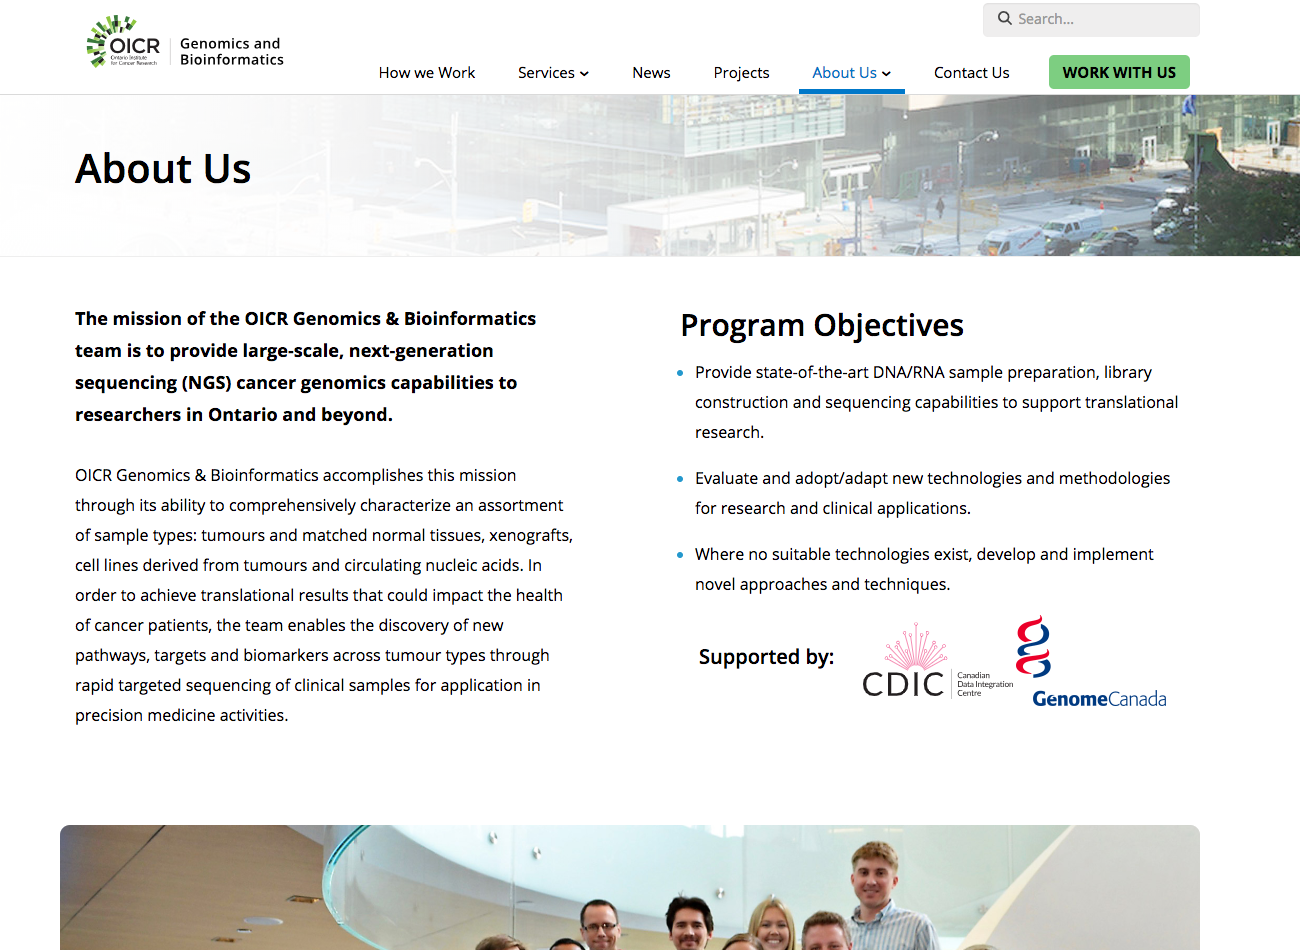 Search...
OICR
Ontario Institute
for Cancer Research
Genomics and
Bioinformatics
How we Work
Services
News
Projects
About Us
Contact Us
WORK WITH US
About Us
The mission of the OICR Genomics & Bioinformatics
team is to provide large-scale, next-generation
sequencing (NGS) cancer genomics capabilities to
researchers in Ontario and beyond.
OICR Genomics & Bioinformatics accomplishes this mission
through its ability to comprehensively characterize an assortment
of sample types: tumours and matched normal tissues, xenografts,
cell lines derived from tumours and circulating nucleic acids. In
order to achieve translational results that could impact the health
of cancer patients, the team enables the discovery of new
pathways, targets and biomarkers across tumour types through
rapid targeted sequencing of clinical samples for application in
precision medicine activities.
Program Objectives
Provide state-of-the-art DNA/RNA sample preparation, library
construction and sequencing capabilities to support translational
research.
Evaluate and adopt/adapt new technologies and methodologies
for research and clinical applications.
Where no suitable technologies exist, develop and implement
novel approaches and techniques.
Supported by:
CDIC
Canadian
Data Integration
Centre
GenomeCanada